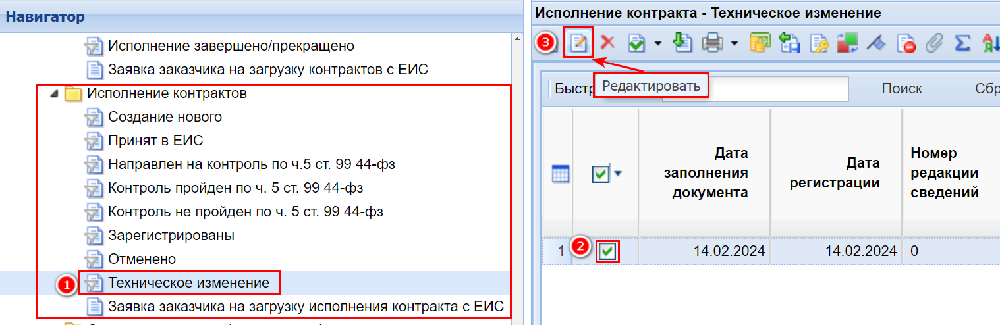 Навигатор
Исполнение завершено/прекращено
Заявка заказчика на загрузку контрактов с ЕИС
Исполнение контрактов
Создание нового
Принят в ЕИС
Направлен на контроль по ч.5 ст. 99 44-фз
Контроль пройден по ч. 5 ст. 99 44-фз
Контроль не пройден по ч. 5 ст. 99 44-фз
Зарегистрированы
Отменено
1 Техническое изменение
Заявка заказчика на загрузку исполнения контракта с ЕИС
Исполнение контракта - Техническое изменение
3
Быстр Редактировать Поиск Сбр
Дата
заполнения
документа
Дата
регистрации
Номер
редакции
сведений
1 2 14.02.2024 14.02.2024 0